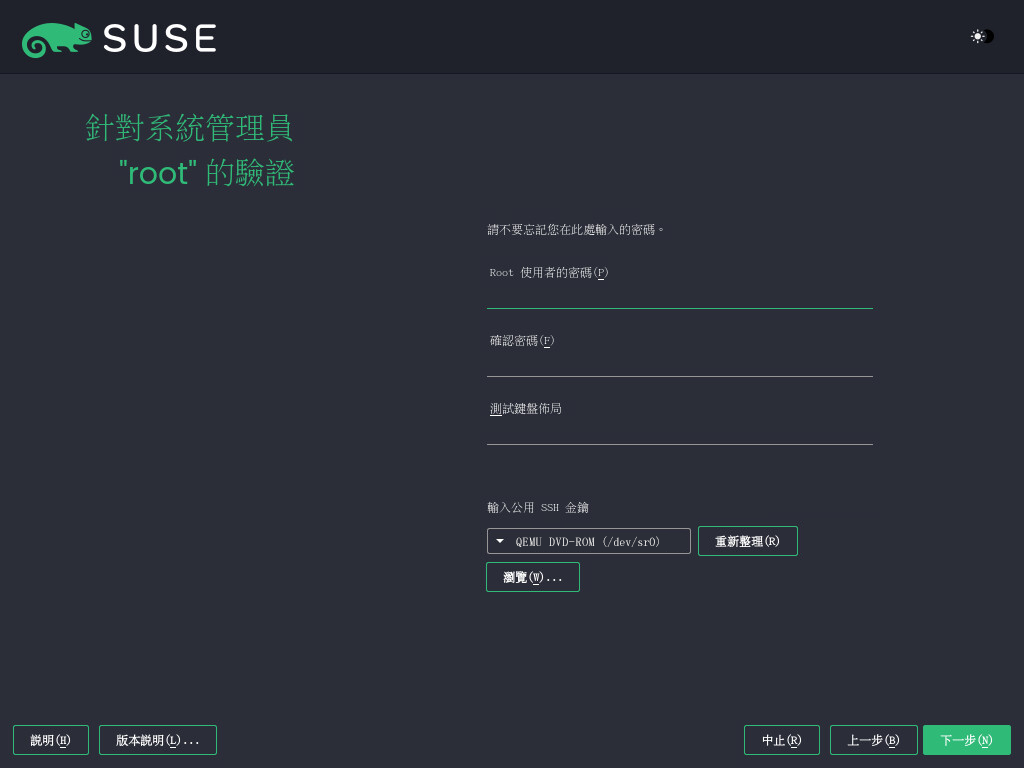 SUSE
針對系統管理員
"root" 的驗證
請不要忘記您在此處輸入的密碼。
Root 使用者的密碼(P)
確認密碼(F)
測試鍵盤佈局
輸入公用 SSH 金鑰
QEMU DVD-ROM (/dev/sr0)
重新整理(R)
瀏覽(W)...
説明(H)
版本説明(L)...
中止(R)
上一步(B)
下一步(N)